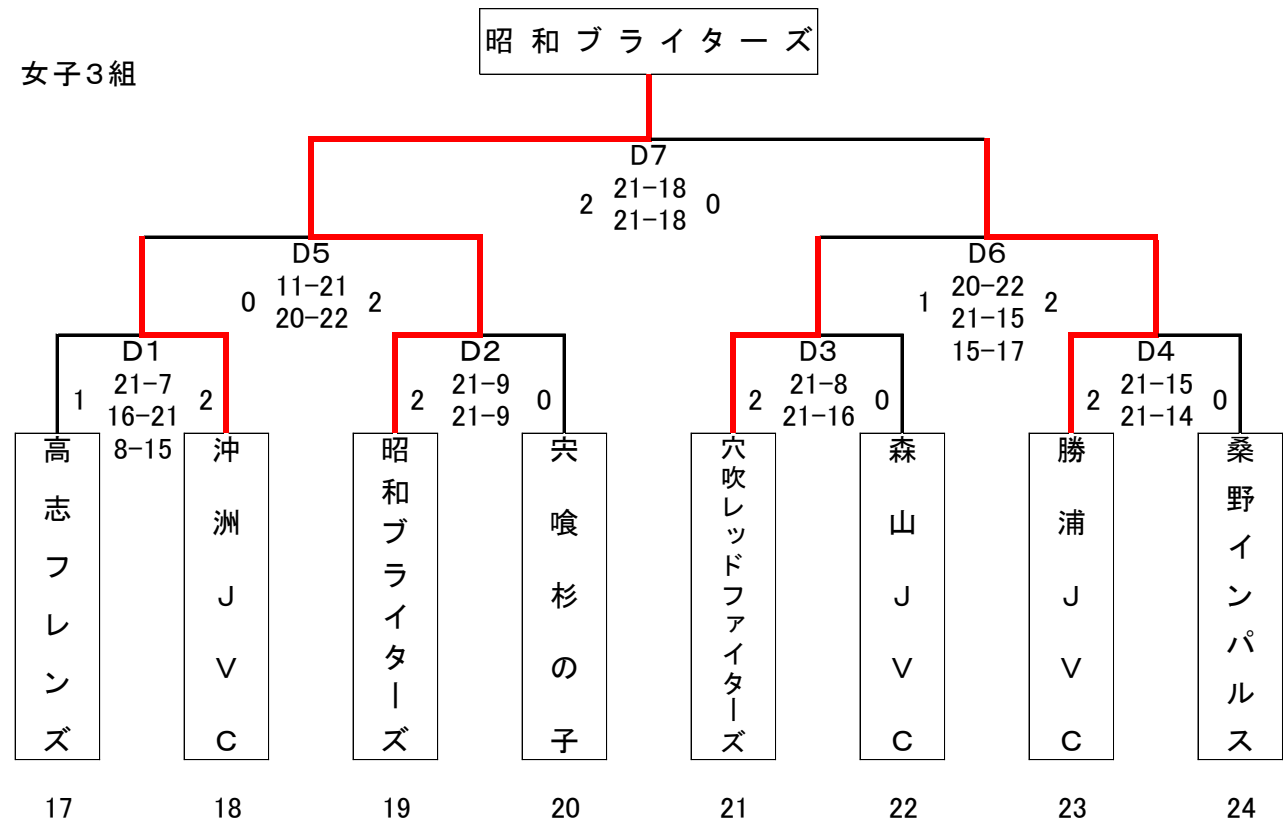 昭和ブライターズ
女子3組
D7
2 21-18 0
21-18
D5
0 11-21 2
20-22
D6
1 20-22 2
21-15
15-17
D1
1 21-7 2
16-21
8-15
D2
2 21-9 0
21-9
D3
2 21-8 0
21-16
D4
2 21-15 0
21-14
高志フレンズ
沖洲JVC
昭和ブライターズ
宍喰杉の子
穴吹レッドファイターズ
森山JVC
勝浦JVC
桑野インパルス
17 18 19 20 21 22 23 24